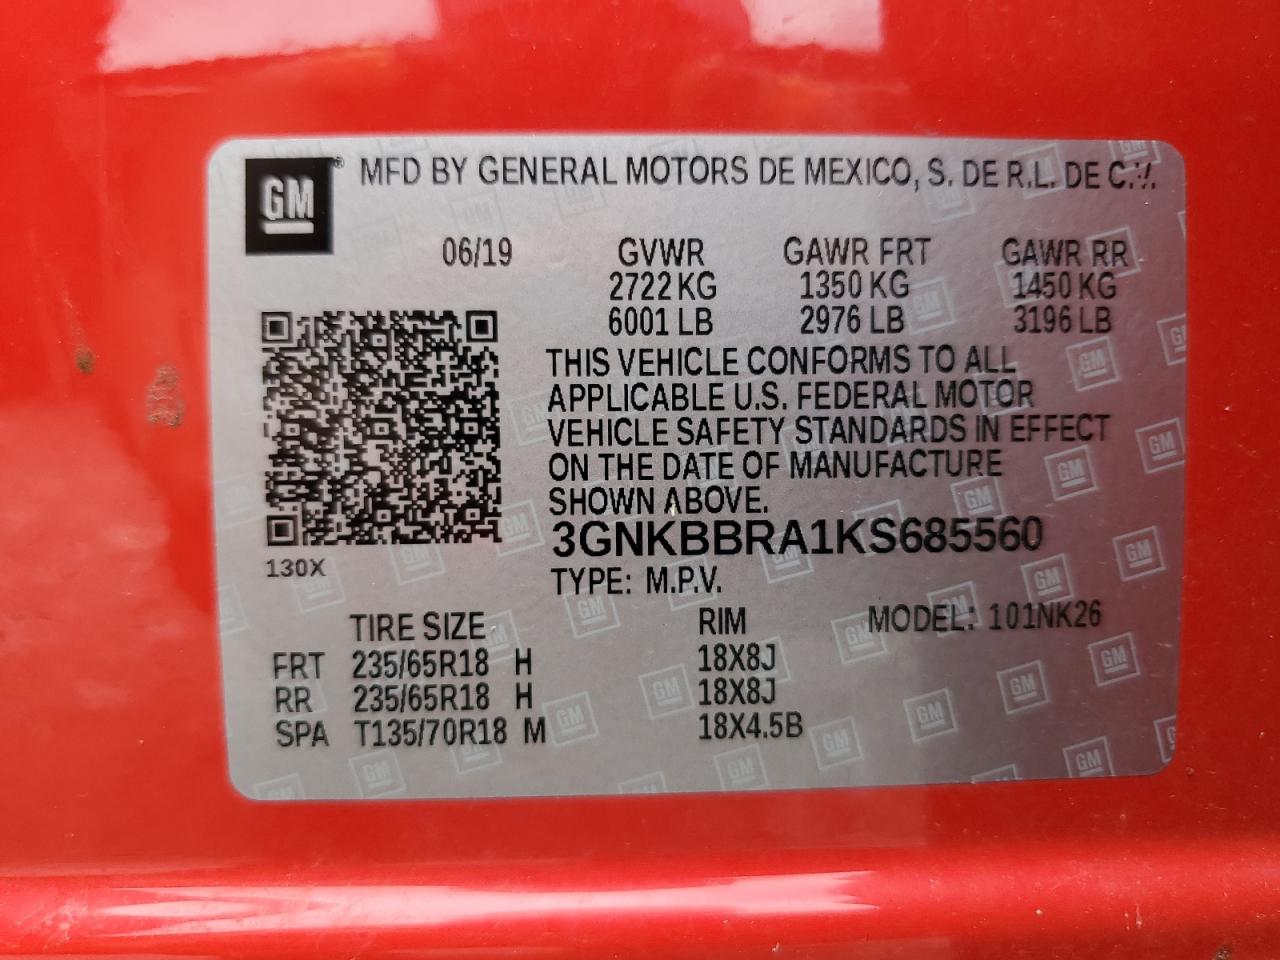 GM® MFD BY GENERAL MOTORS DE MEXICO, S. DE R.L. DE C.V.
06/19 GVWR GAWR FRT GAWR RR
2722 KG 1350 KG 1450 KG
6001 LB 2976 LB 3196 LB
THIS VEHICLE CONFORMS TO ALL
APPLICABLE U.S. FEDERAL MOTOR
VEHICLE SAFETY STANDARDS IN EFFECT
ON THE DATE OF MANUFACTURE
SHOWN ABOVE.
3GNKBBRA1KS685560
130X
TYPE: M.P.V.
TIRE SIZE RIM MODEL: 101NK26
FRT 235/65R18 H 18X8J
RR 235/65R18 H 18X8J
SPA T135/70R18 M 18X4.5B